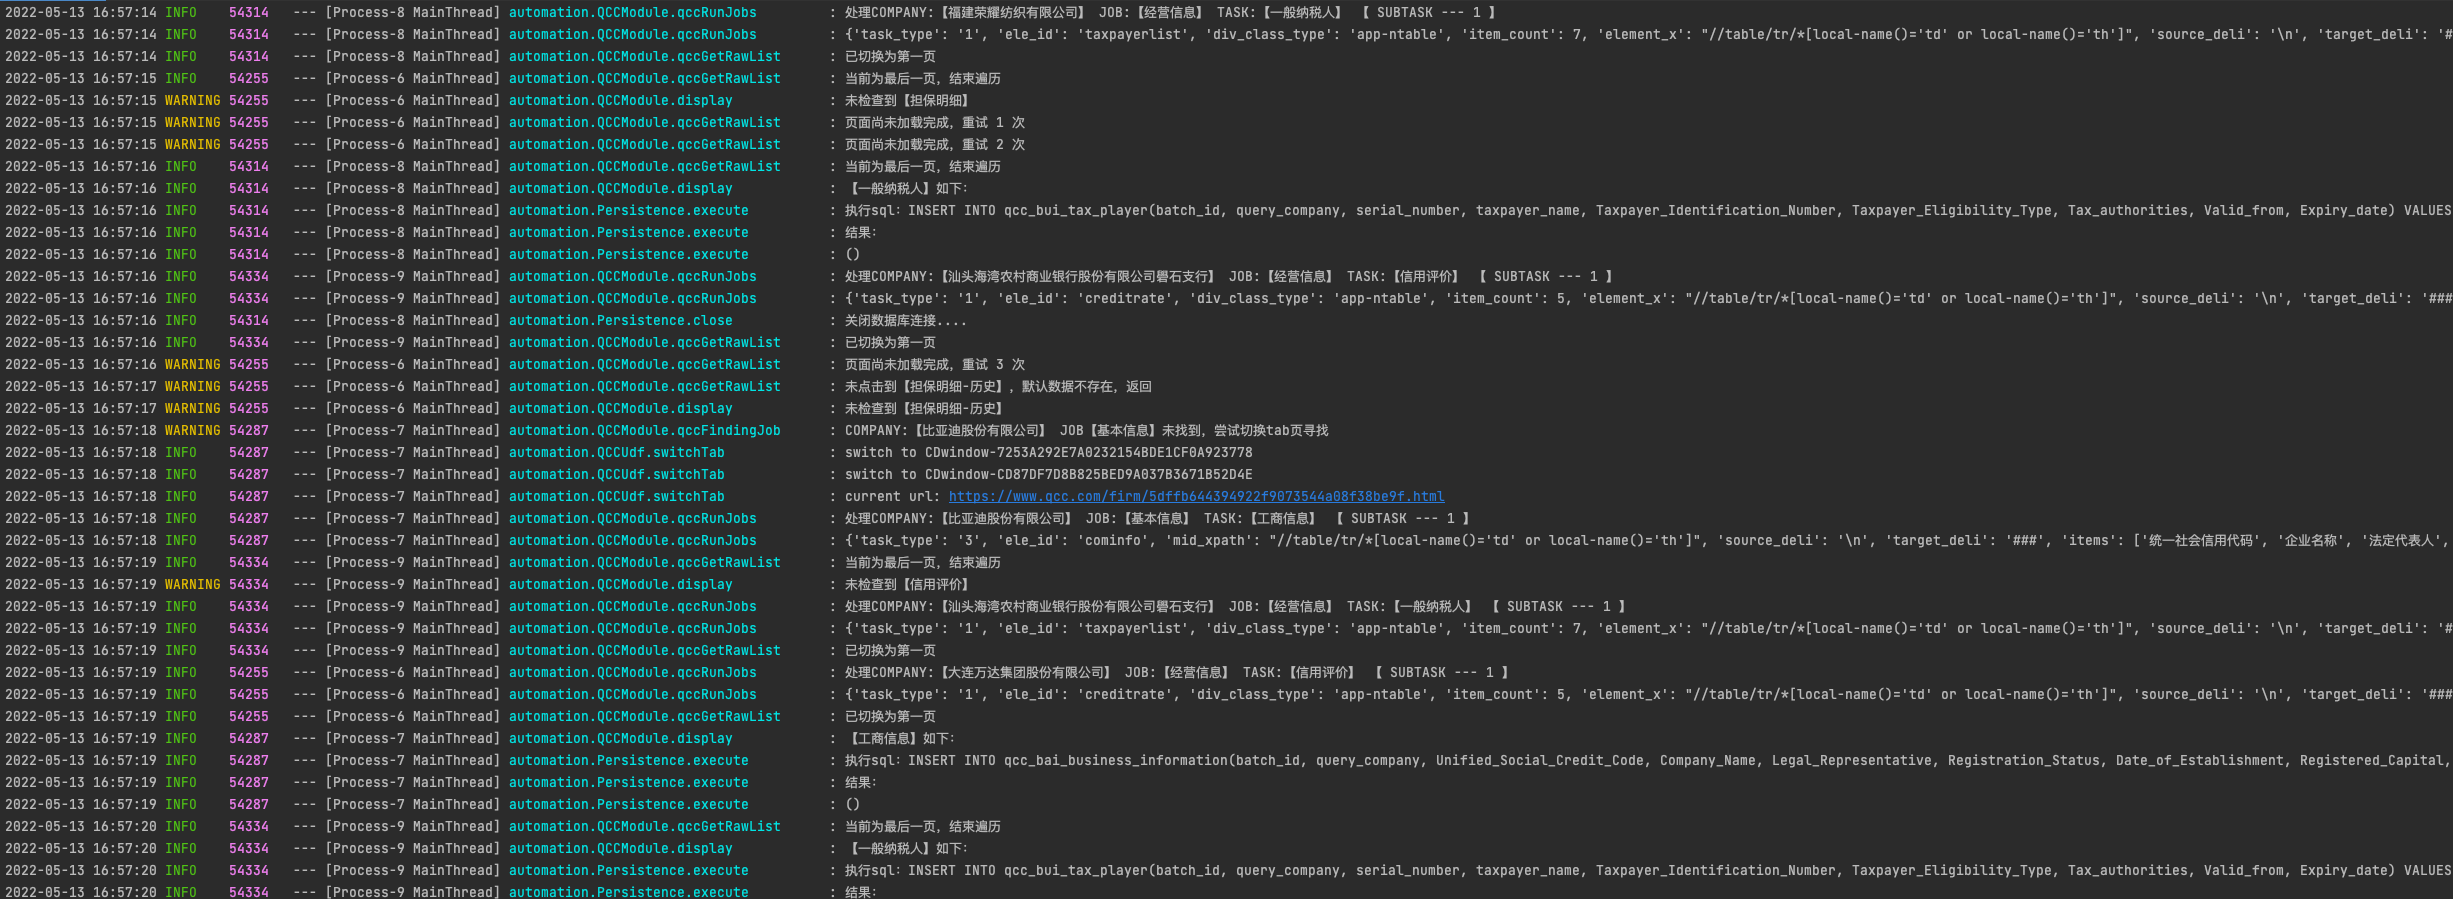 2022-05-13 16:57:14 INFO    54314   --- [Process-8 MainThread] automation.QCCModule.qccRunJobs         : 处理COMPANY:【福建荣耀纺织有限公司】 JOB:【经营信息】 TASK:【一般纳税人】 【 SUBTASK --- 1 】
2022-05-13 16:57:14 INFO    54314   --- [Process-8 MainThread] automation.QCCModule.qccRunJobs         : {'task_type': '1', 'ele_id': 'taxpayerlist', 'div_class_type': 'app-ntable', 'item_count': 7, 'element_x': "//table/tr/*[local-name()='td' or local-name()='th']", 'source_deli': '\n', 'target_deli': '#
2022-05-13 16:57:14 INFO    54314   --- [Process-8 MainThread] automation.QCCModule.qccGetRawList      : 已切换为第一页
2022-05-13 16:57:15 INFO    54255   --- [Process-6 MainThread] automation.QCCModule.qccGetRawList      : 当前为最后一页，结束遍历
2022-05-13 16:57:15 WARNING 54255   --- [Process-6 MainThread] automation.QCCModule.display            : 未检查到【担保明细】
2022-05-13 16:57:15 WARNING 54255   --- [Process-6 MainThread] automation.QCCModule.qccGetRawList      : 页面尚未加载完成，重试 1 次
2022-05-13 16:57:15 WARNING 54255   --- [Process-6 MainThread] automation.QCCModule.qccGetRawList      : 页面尚未加载完成，重试 2 次
2022-05-13 16:57:16 INFO    54314   --- [Process-8 MainThread] automation.QCCModule.qccGetRawList      : 当前为最后一页，结束遍历
2022-05-13 16:57:16 INFO    54314   --- [Process-8 MainThread] automation.QCCModule.display            : 【一般纳税人】如下：
2022-05-13 16:57:16 INFO    54314   --- [Process-8 MainThread] automation.Persistence.execute          : 执行sql：INSERT INTO qcc_bui_tax_player(batch_id, query_company, serial_number, taxpayer_name, Taxpayer_Identification_Number, Taxpayer_Eligibility_Type, Tax_authorities, Valid_from, Expiry_date) VALUES
2022-05-13 16:57:16 INFO    54314   --- [Process-8 MainThread] automation.Persistence.execute          : 结果：
2022-05-13 16:57:16 INFO    54314   --- [Process-8 MainThread] automation.Persistence.execute          : ()
2022-05-13 16:57:16 INFO    54334   --- [Process-9 MainThread] automation.QCCModule.qccRunJobs         : 处理COMPANY:【汕头海湾农村商业银行股份有限公司礐石支行】 JOB:【经营信息】 TASK:【信用评价】 【 SUBTASK --- 1 】
2022-05-13 16:57:16 INFO    54334   --- [Process-9 MainThread] automation.QCCModule.qccRunJobs         : {'task_type': '1', 'ele_id': 'creditrate', 'div_class_type': 'app-ntable', 'item_count': 5, 'element_x': "//table/tr/*[local-name()='td' or local-name()='th']", 'source_deli': '\n', 'target_deli': '###
2022-05-13 16:57:16 INFO    54314   --- [Process-8 MainThread] automation.Persistence.close            : 关闭数据库连接....
2022-05-13 16:57:16 INFO    54334   --- [Process-9 MainThread] automation.QCCModule.qccGetRawList      : 已切换为第一页
2022-05-13 16:57:16 WARNING 54255   --- [Process-6 MainThread] automation.QCCModule.qccGetRawList      : 页面尚未加载完成，重试 3 次
2022-05-13 16:57:17 WARNING 54255   --- [Process-6 MainThread] automation.QCCModule.qccGetRawList      : 未点击到【担保明细-历史】，默认数据不存在，返回
2022-05-13 16:57:17 WARNING 54255   --- [Process-6 MainThread] automation.QCCModule.display            : 未检查到【担保明细-历史】
2022-05-13 16:57:18 WARNING 54287   --- [Process-7 MainThread] automation.QCCModule.qccFindingJob      : COMPANY:【比亚迪股份有限公司】 JOB【基本信息】未找到，尝试切换tab页寻找
2022-05-13 16:57:18 INFO    54287   --- [Process-7 MainThread] automation.QCCUdf.switchTab             : switch to CDwindow-7253A292E7A0232154BDE1CF0A923778
2022-05-13 16:57:18 INFO    54287   --- [Process-7 MainThread] automation.QCCUdf.switchTab             : switch to CDwindow-CD87DF7D8B825BED9A037B3671B52D4E
2022-05-13 16:57:18 INFO    54287   --- [Process-7 MainThread] automation.QCCUdf.switchTab             : current url: https://www.qcc.com/firm/5dffb644394922f9073544a08f38be9f.html
2022-05-13 16:57:18 INFO    54287   --- [Process-7 MainThread] automation.QCCModule.qccRunJobs         : 处理COMPANY:【比亚迪股份有限公司】 JOB:【基本信息】 TASK:【工商信息】 【 SUBTASK --- 1 】
2022-05-13 16:57:18 INFO    54287   --- [Process-7 MainThread] automation.QCCModule.qccRunJobs         : {'task_type': '3', 'ele_id': 'cominfo', 'mid_xpath': "//table/tr/*[local-name()='td' or local-name()='th']", 'source_deli': '\n', 'target_deli': '###', 'items': ['統一社会信用代码', '企业名称', '法定代表人',
2022-05-13 16:57:19 INFO    54334   --- [Process-9 MainThread] automation.QCCModule.qccGetRawList      : 当前为最后一页，结束遍历
2022-05-13 16:57:19 WARNING 54334   --- [Process-9 MainThread] automation.QCCModule.display            : 未检查到【信用评价】
2022-05-13 16:57:19 INFO    54334   --- [Process-9 MainThread] automation.QCCModule.qccRunJobs         : 处理COMPANY:【汕头海湾农村商业银行股份有限公司礐石支行】 JOB:【经营信息】 TASK:【一般纳税人】 【 SUBTASK --- 1 】
2022-05-13 16:57:19 INFO    54334   --- [Process-9 MainThread] automation.QCCModule.qccRunJobs         : {'task_type': '1', 'ele_id': 'taxpayerlist', 'div_class_type': 'app-ntable', 'item_count': 7, 'element_x': "//table/tr/*[local-name()='td' or local-name()='th']", 'source_deli': '\n', 'target_deli': '#
2022-05-13 16:57:19 INFO    54334   --- [Process-9 MainThread] automation.QCCModule.qccGetRawList      : 已切换为第一页
2022-05-13 16:57:19 INFO    54255   --- [Process-6 MainThread] automation.QCCModule.qccRunJobs         : 处理COMPANY:【大连万达集团股份有限公司】 JOB:【经营信息】 TASK:【信用评价】 【 SUBTASK --- 1 】
2022-05-13 16:57:19 INFO    54255   --- [Process-6 MainThread] automation.QCCModule.qccRunJobs         : {'task_type': '1', 'ele_id': 'creditrate', 'div_class_type': 'app-ntable', 'item_count': 5, 'element_x': "//table/tr/*[local-name()='td' or local-name()='th']", 'source_deli': '\n', 'target_deli': '###
2022-05-13 16:57:19 INFO    54255   --- [Process-6 MainThread] automation.QCCModule.qccGetRawList      : 已切换为第一页
2022-05-13 16:57:19 INFO    54287   --- [Process-7 MainThread] automation.QCCModule.display            : 【工商信息】如下：
2022-05-13 16:57:19 INFO    54287   --- [Process-7 MainThread] automation.Persistence.execute          : 执行sql：INSERT INTO qcc_bai_business_information(batch_id, query_company, Unified_Social_Credit_Code, Company_Name, Legal_Representative, Registration_Status, Date_of_Establishment, Registered_Capital,
2022-05-13 16:57:19 INFO    54287   --- [Process-7 MainThread] automation.Persistence.execute          : 结果：
2022-05-13 16:57:19 INFO    54287   --- [Process-7 MainThread] automation.Persistence.execute          : ()
2022-05-13 16:57:20 INFO    54334   --- [Process-9 MainThread] automation.QCCModule.qccGetRawList      : 当前为最后一页，结束遍历
2022-05-13 16:57:20 INFO    54334   --- [Process-9 MainThread] automation.QCCModule.display            : 【一般纳税人】如下：
2022-05-13 16:57:20 INFO    54334   --- [Process-9 MainThread] automation.Persistence.execute          : 执行sql：INSERT INTO qcc_bui_tax_player(batch_id, query_company, serial_number, taxpayer_name, Taxpayer_Identification_Number, Taxpayer_Eligibility_Type, Tax_authorities, Valid_from, Expiry_date) VALUES
2022-05-13 16:57:20 INFO    54334   --- [Process-9 MainThread] automation.Persistence.execute          : 结果：